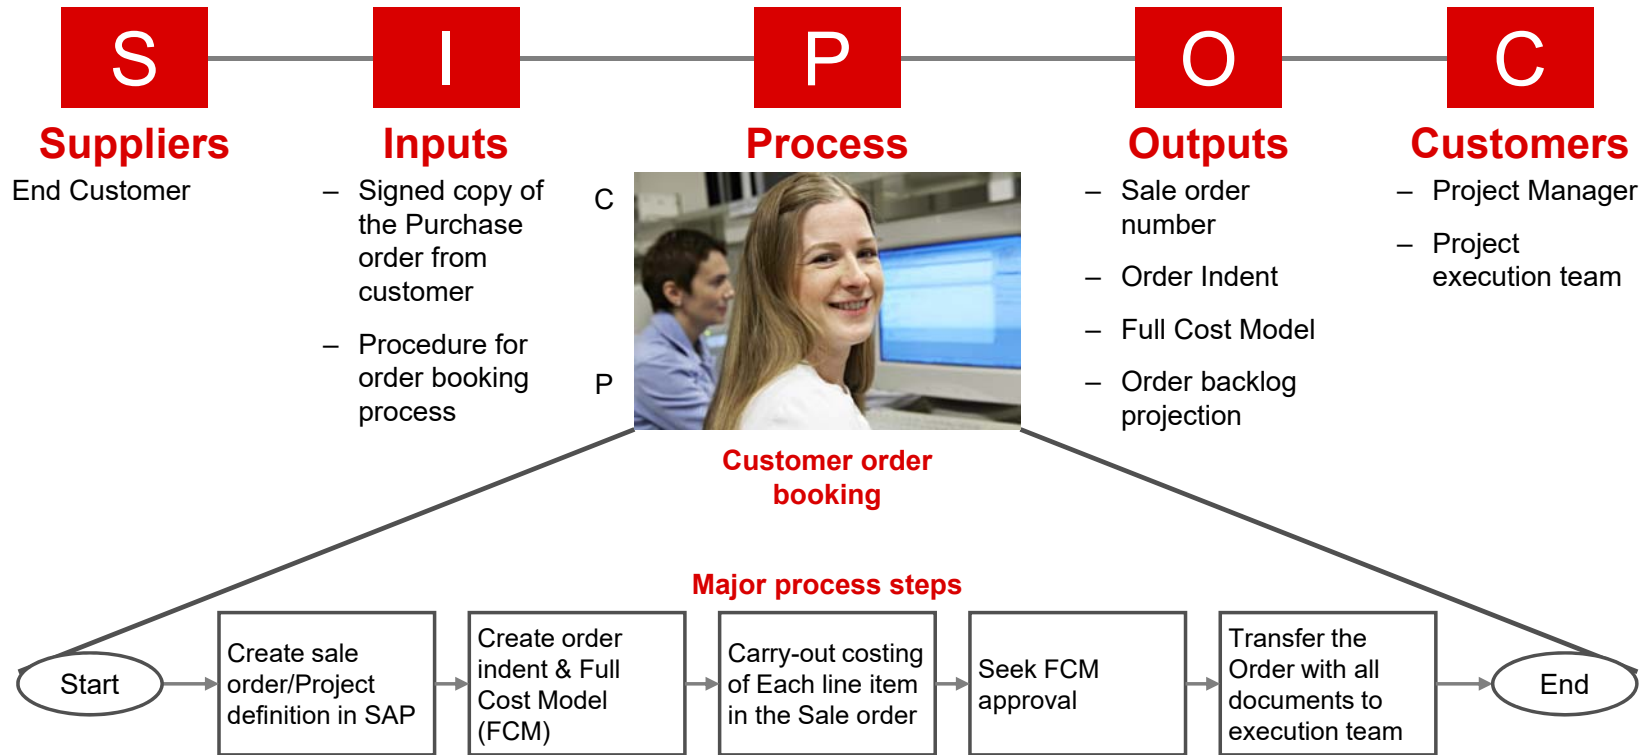 S I P O C
Suppliers
End Customer
Inputs
– Signed copy of
the Purchase
order from
customer
– Procedure for
order booking
process
C
P
Process
Customer order
booking
Outputs
– Sale order
number
– Order Indent
– Full Cost Model
– Order backlog
projection
Customers
– Project Manager
– Project
execution team
Major process steps
Start
Create sale
order/Project
definition in SAP
Create order
indent & Full
Cost Model
(FCM)
Carry-out costing
of Each line item
in the Sale order
Seek FCM
approval
Transfer the
Order with all
documents to
execution team
End